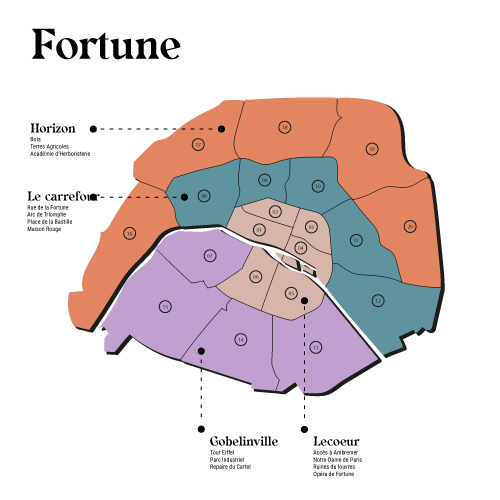 Fortune
Horizon
Bois
Terres Agricoles
Académie d'Herboristerie
Le carrefour
Rue de la Fortune
Arc de Triomphe
Place de la Bastille
Maison Rouge
17
18
19
09
10
08
02
03
01
04
11
20
16
07
06
05
12
15
14
13
Gobelinville
Tour Eiffel
Parc Industriel
Repaire du Cartel
Lecoeur
Accès à Ambremer
Notre Dame de Paris
Ruines du louvres
Opéra de Fortune